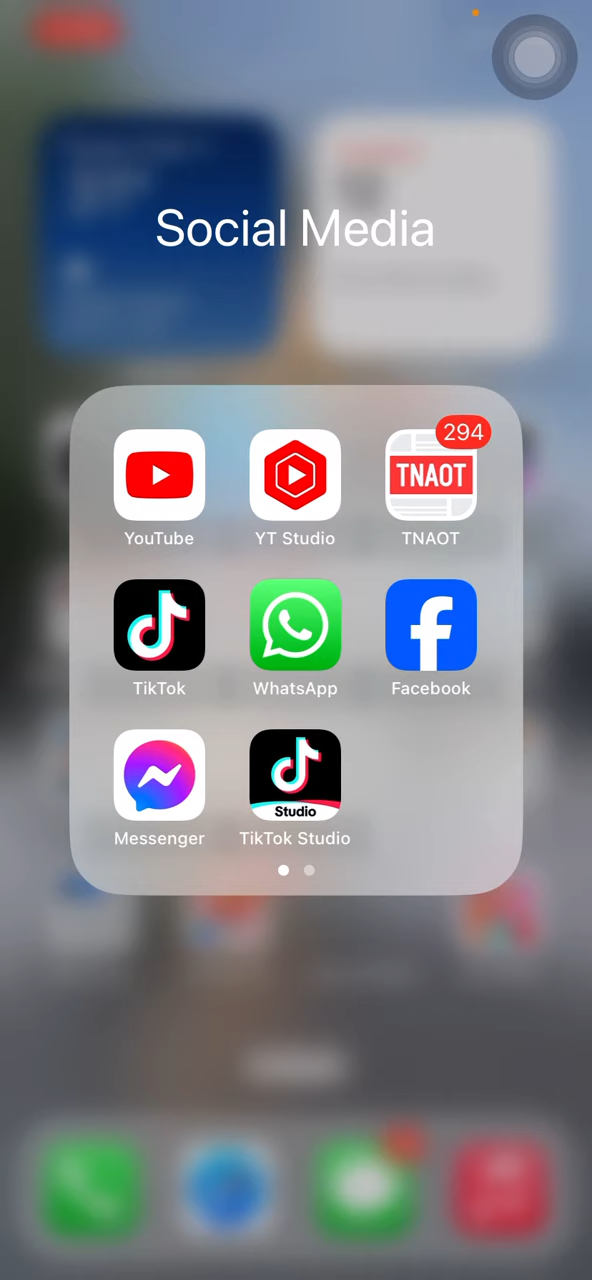 Social Media
294
TNAOT
YouTube
YT Studio
TNAOT
TikTok
WhatsApp
Facebook
Studio
Messenger
TikTok Studio